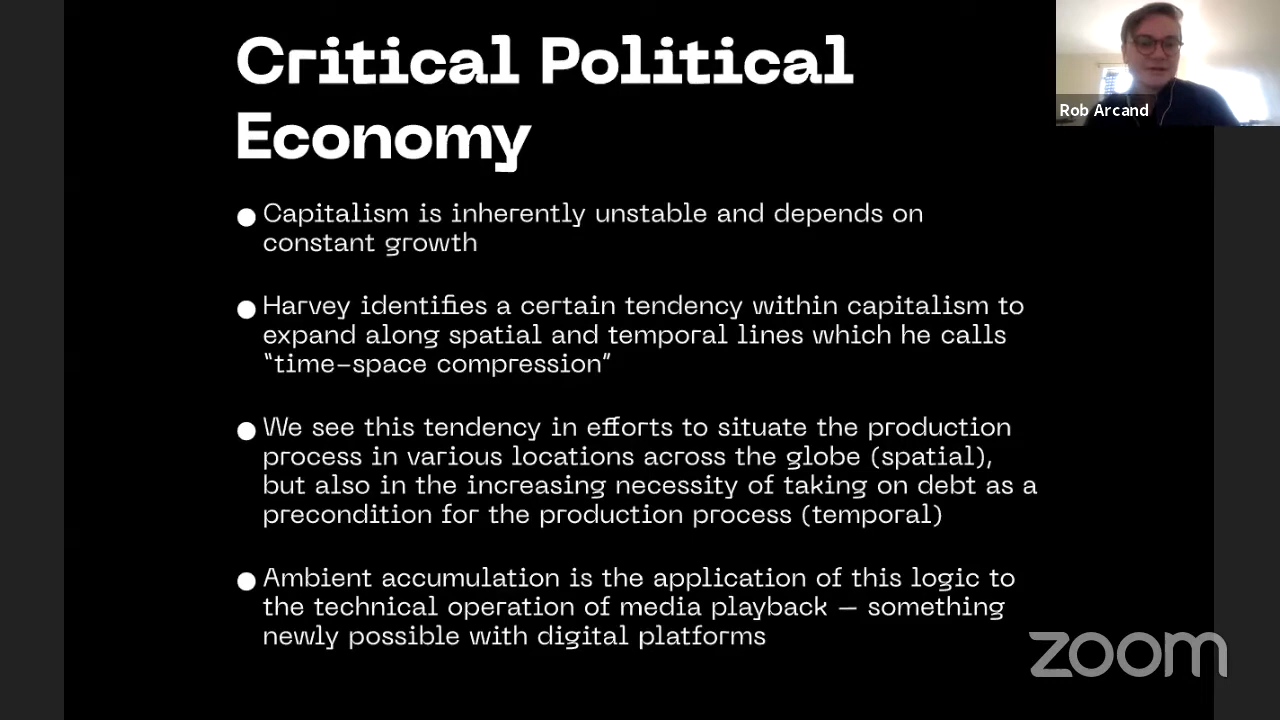 Critical Political
Economy
Rob Arcand
● Capitalism is inherently unstable and depends on
constant growth
● Harvey identifies a certain tendency within capitalism to
expand along spatial and temporal lines which he calls
“time-space compression”
● We see this tendency in efforts to situate the production
process in various locations across the globe (spatial),
but also in the increasing necessity of taking on debt as a
precondition for the production process (temporal)
● Ambient accumulation is the application of this logic to
the technical operation of media playback — something
newly possible with digital platforms
zoom